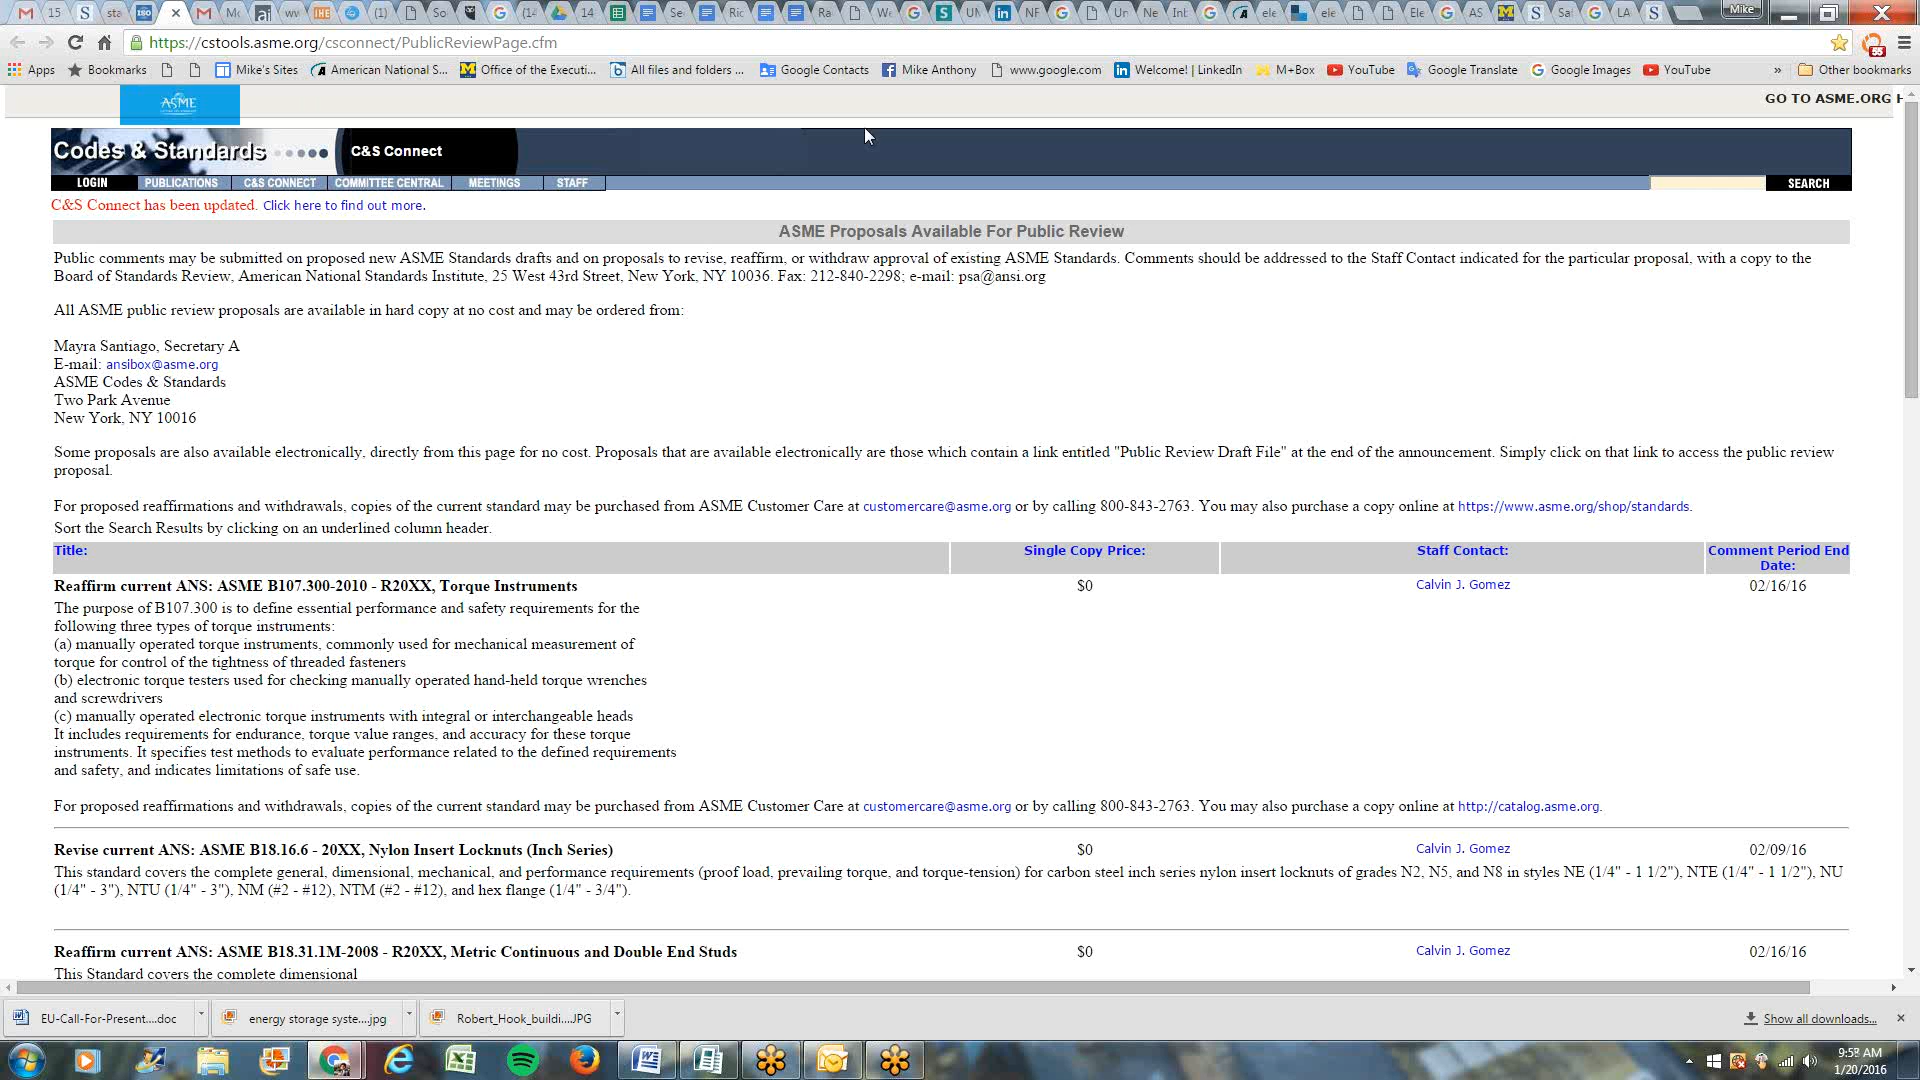 15
sta
Mc
ww
(1)
So
(14
14
Se
Ric
Ra
We
UM
NF
Un
Ne
Inb
ele
ele
Ele
AS
Sa
LA
Mike
https://cstools.asme.org/csconnect/PublicReviewPage.cfm
Apps
Bookmarks
Mike's Sites
American National S...
Office of the Executi...
All files and folders ...
Google Contacts
Mike Anthony
www.google.com
Welcome! | LinkedIn
M+Box
YouTube
Google Translate
Google Images
YouTube
»
Other bookmarks
ASME
GO TO ASME.ORG H
Codes & Standards
C&S Connect
LOGIN
PUBLICATIONS
C&S CONNECT
COMMITTEE CENTRAL
MEETINGS
STAFF
SEARCH
C&S Connect has been updated. Click here to find out more.
ASME Proposals Available For Public Review
Public comments may be submitted on proposed new ASME Standards drafts and on proposals to revise, reaffirm, or withdraw approval of existing ASME Standards. Comments should be addressed to the Staff Contact indicated for the particular proposal, with a copy to the
Board of Standards Review, American National Standards Institute, 25 West 43rd Street, New York, NY 10036. Fax: 212-840-2298; e-mail: psa@ansi.org
All ASME public review proposals are available in hard copy at no cost and may be ordered from:
Mayra Santiago, Secretary A
E-mail: ansibox@asme.org
ASME Codes & Standards
Two Park Avenue
New York, NY 10016
Some proposals are also available electronically, directly from this page for no cost. Proposals that are available electronically are those which contain a link entitled "Public Review Draft File" at the end of the announcement. Simply click on that link to access the public review
proposal.
For proposed reaffirmations and withdrawals, copies of the current standard may be purchased from ASME Customer Care at customercare@asme.org or by calling 800-843-2763. You may also purchase a copy online at https://www.asme.org/shop/standards.
Sort the Search Results by clicking on an underlined column header.
Title:
Single Copy Price:
Staff Contact:
Comment Period End
Date:
Reaffirm current ANS: ASME B107.300-2010 - R20XX, Torque Instruments
$0
Calvin J. Gomez
02/16/16
The purpose of B107.300 is to define essential performance and safety requirements for the
following three types of torque instruments:
(a) manually operated torque instruments, commonly used for mechanical measurement of
torque for control of the tightness of threaded fasteners
(b) electronic torque testers used for checking manually operated hand-held torque wrenches
and screwdrivers
(c) manually operated electronic torque instruments with integral or interchangeable heads
It includes requirements for endurance, torque value ranges, and accuracy for these torque
instruments. It specifies test methods to evaluate performance related to the defined requirements
and safety, and indicates limitations of safe use.
For proposed reaffirmations and withdrawals, copies of the current standard may be purchased from ASME Customer Care at customercare@asme.org or by calling 800-843-2763. You may also purchase a copy online at http://catalog.asme.org.
Revise current ANS: ASME B18.16.6 - 20XX, Nylon Insert Locknuts (Inch Series)
$0
Calvin J. Gomez
02/09/16
This standard covers the complete general, dimensional, mechanical, and performance requirements (proof load, prevailing torque, and torque-tension) for carbon steel inch series nylon insert locknuts of grades N2, N5, and N8 in styles NE (1/4" - 1 1/2"), NTE (1/4" - 1 1/2"), NU
(1/4" - 3"), NTU (1/4" - 3"), NM (#2 - #12), NTM (#2 - #12), and hex flange (1/4" - 3/4").
Reaffirm current ANS: ASME B18.31.1M-2008 - R20XX, Metric Continuous and Double End Studs
$0
Calvin J. Gomez
02/16/16
This Standard covers the complete dimensional
EU-Call-For-Present....doc
energy storage syste....jpg
Robert_Hook_buildi....JPG
Show all downloads...
9:58 AM
1/20/2016